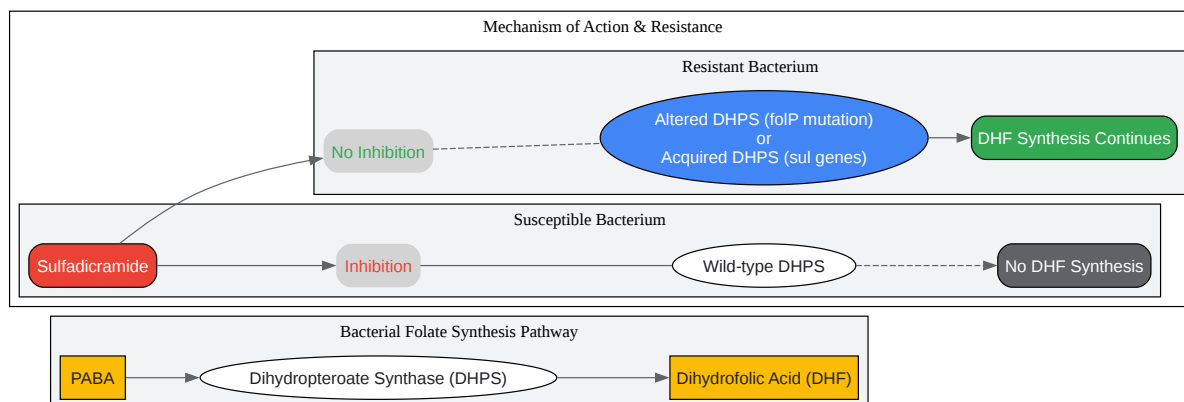 Mechanism of Action & Resistance
Resistant Bacterium
No Inhibition
Altered DHPS (folP mutation)
or
Acquired DHPS (sul genes)
DHF Synthesis Continues
Susceptible Bacterium
Sulfadicramide
Inhibition
Wild-type DHPS
No DHF Synthesis
Bacterial Folate Synthesis Pathway
PABA
Dihydropteroate Synthase (DHPS)
Dihydrofolic Acid (DHF)